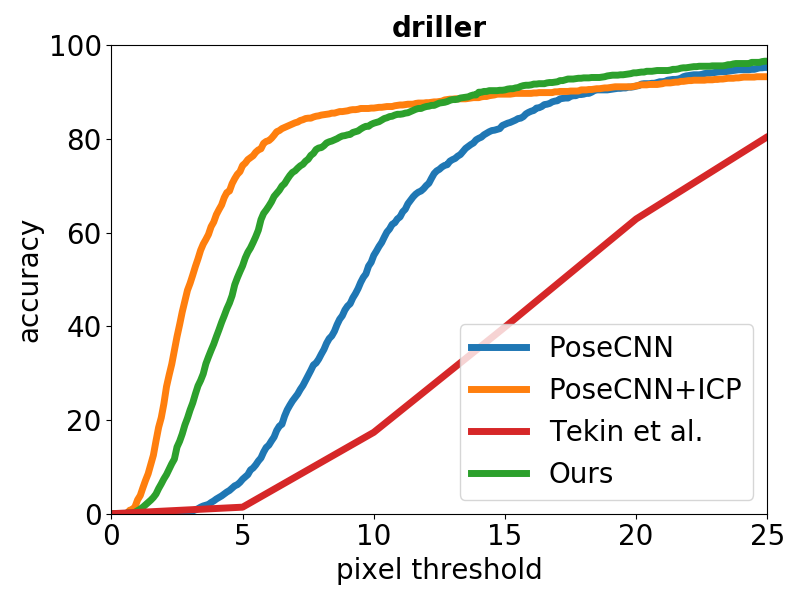 driller
100
80
60
40
20
0
accuracy
PoseCNN
PoseCNN+ICP
Tekin et al.
Ours
0 5 10 15 20 25
pixel threshold